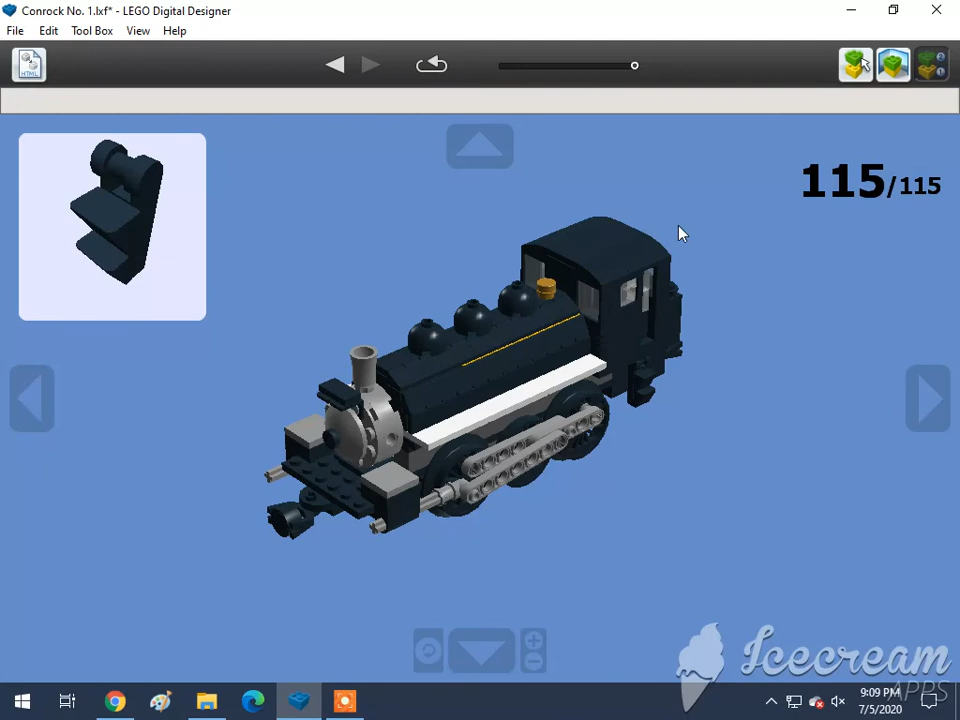 Conrock No. 1.lxf* - LEGO Digital Designer
File Edit Tool Box View Help
HTML
115/115
Icecream
APPS
9:09 PM
7/5/2020